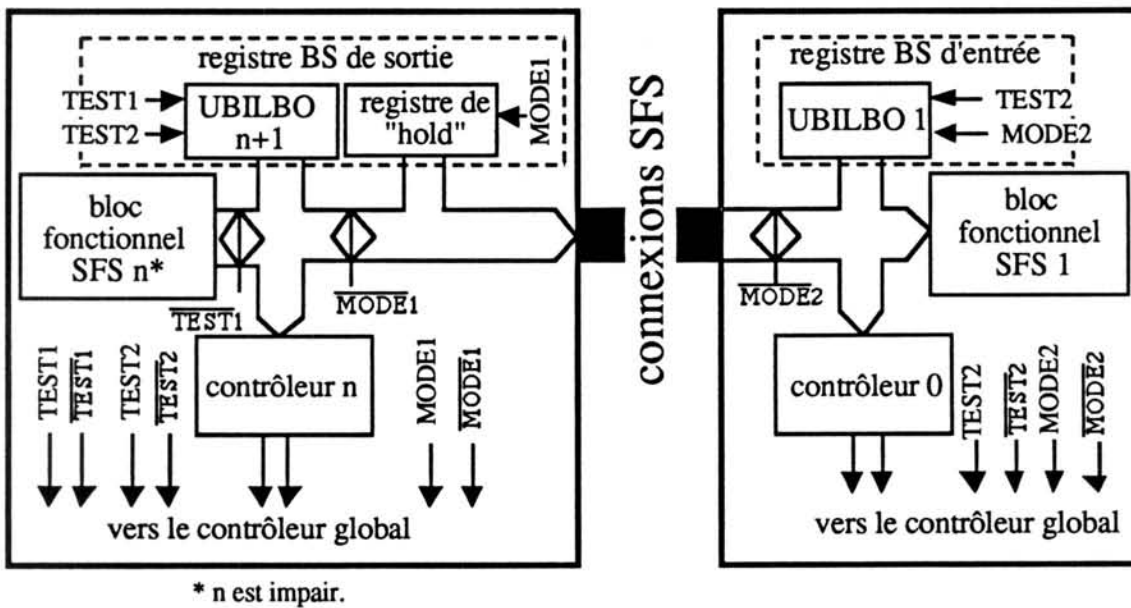 registre BS de sortie
TEST1
TEST2
UBILBO
n+1
registre de
"hold"
MODE1
bloc
fonctionnel
SFS n*
TEST1
MODE1
contrôleur n
TEST1
TEST1
TEST2
TEST2
MODE1
MODE1
vers le contrôleur global
connexions SFS
registre BS d'entrée
UBILBO 1
TEST2
MODE2
bloc
fonctionnel
SFS 1
MODE2
contrôleur 0
TEST2
TEST2
MODE2
MODE2
vers le contrôleur global
* n est impair.